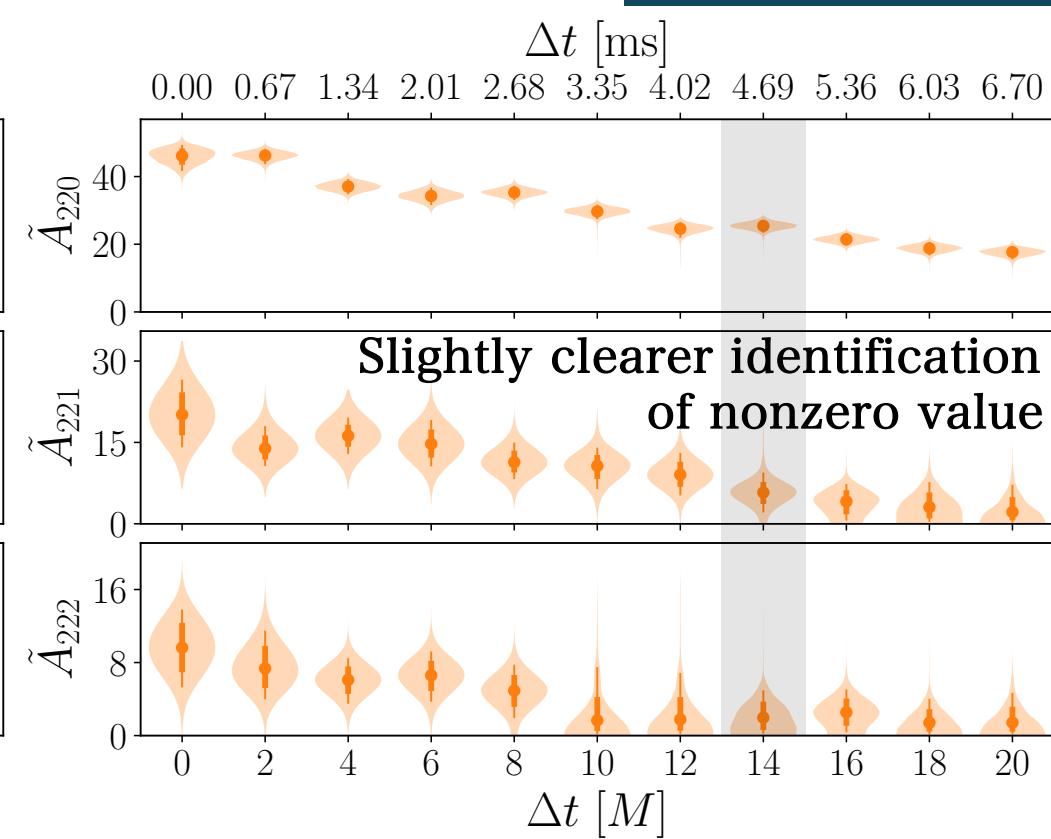 Δt [ms]
0.00 0.67 1.34 2.01 2.68 3.35 4.02 4.69 5.36 6.03 6.70
Ã₂₂₀
40
20
0
Ã₂₂₁
30
15
0
Slightly clearer identification
of nonzero value
Ã₂₂₂
16
8
0
0 2 4 6 8 10 12 14 16 18 20
Δt [M]